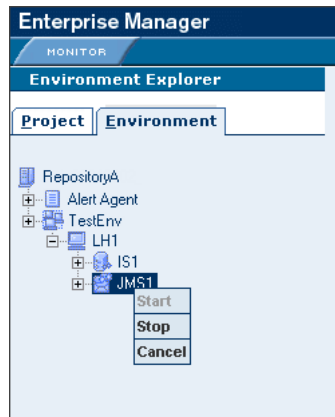 Enterprise Manager
MONITOR
Environment Explorer
Project Environment
RepositoryA
Alert Agent
TestEnv
LH1
IS1
JMS1
Start
Stop
Cancel